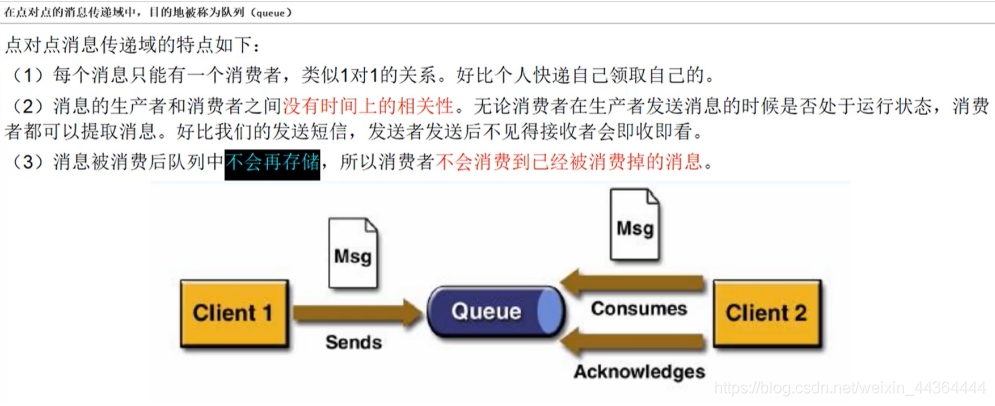 在点对点的消息传递域中，目的地被称为队列（queue）
点对点消息传递域的特点如下：
（1）每个消息只能有一个消费者，类似1对1的关系。好比个人快递自己领取自己的。
（2）消息的生产者和消费者之间没有时间上的相关性。无论消费者在生产者发送消息的时候是否处于运行状态，消费
者都可以提取消息。好比我们的发送短信，发送者发送后不见得接收者会即收即看。
（3）消息被消费后队列中不会再存储，所以消费者不会消费到已经被消费掉的消息。
Msg
Msg
Client 1
Sends
Queue
Consumes
Client 2
Acknowledges
https://blog.csdn.net/weixin_44364444